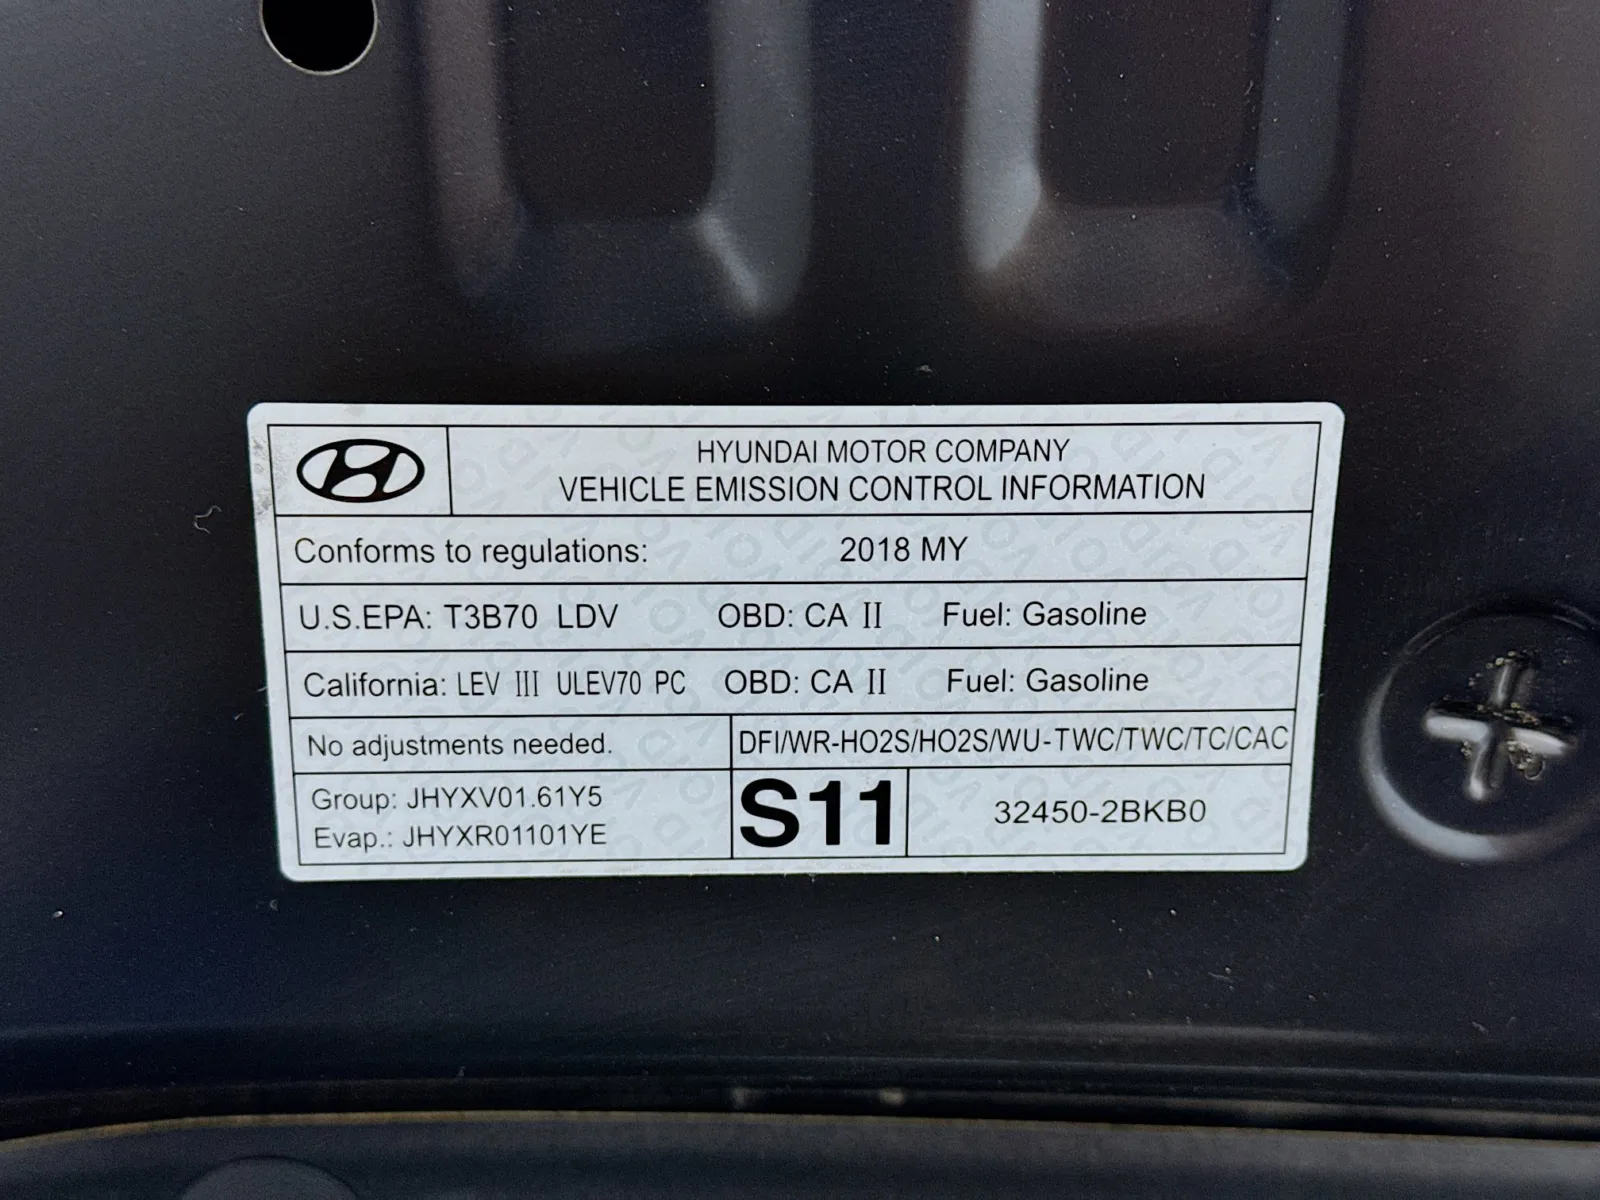 HYUNDAI MOTOR COMPANY
VEHICLE EMISSION CONTROL INFORMATION
Conforms to regulations: 2018 MY
U.S.EPA: T3B70 LDV OBD: CA II Fuel: Gasoline
California: LEV III ULEV70 PC OBD: CA II Fuel: Gasoline
No adjustments needed. DFI/WR-HO2S/HO2S/WU-TWC/TWC/TC/CAC
Group: JHYXV01.61Y5
Evap.: JHYXR01101YE
S11
32450-2BKB0